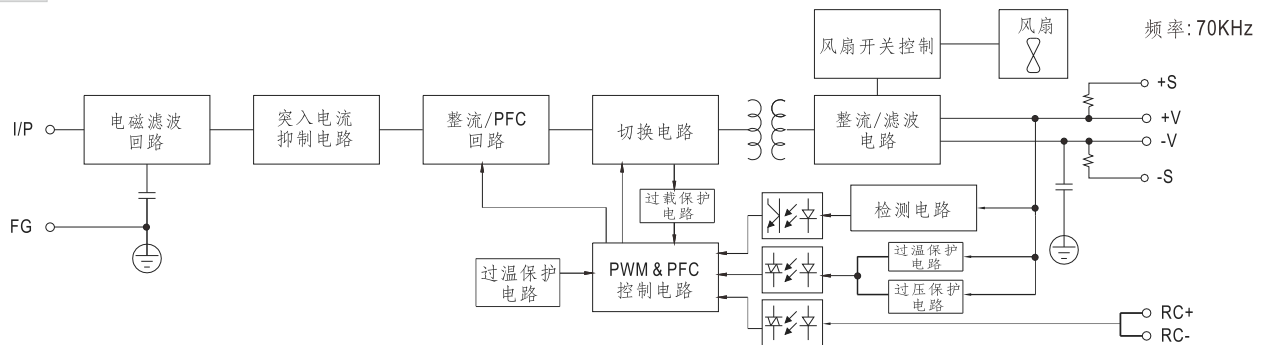 风扇开关控制
风扇
频率: 70KHz
I/P
电磁滤波
回路
突入电流
抑制电路
整流/PFC
回路
切换电路
整流/滤波
电路
+S
+V
-V
-S
FG
过载保护
电路
检测电路
过温保护
电路
PWM & PFC
控制电路
过温保护
电路
过压保护
电路
RC+
RC-